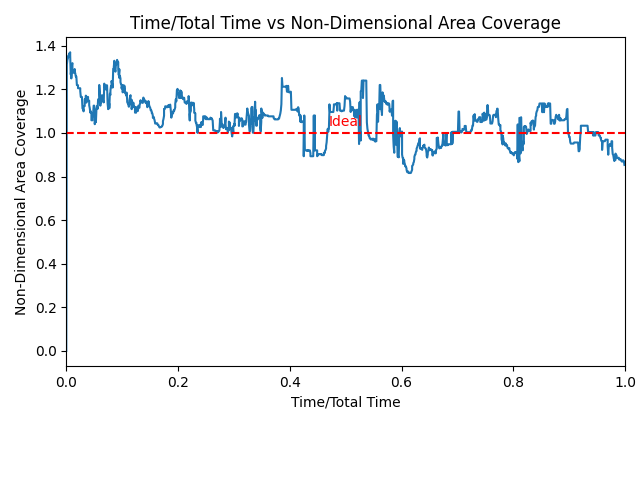 Time/Total Time vs Non-Dimensional Area Coverage
Non-Dimensional Area Coverage
1.4
1.2
1.0
0.8
0.6
0.4
0.2
0.0
Ideal
0.0 0.2 0.4 0.6 0.8 1.0
Time/Total Time